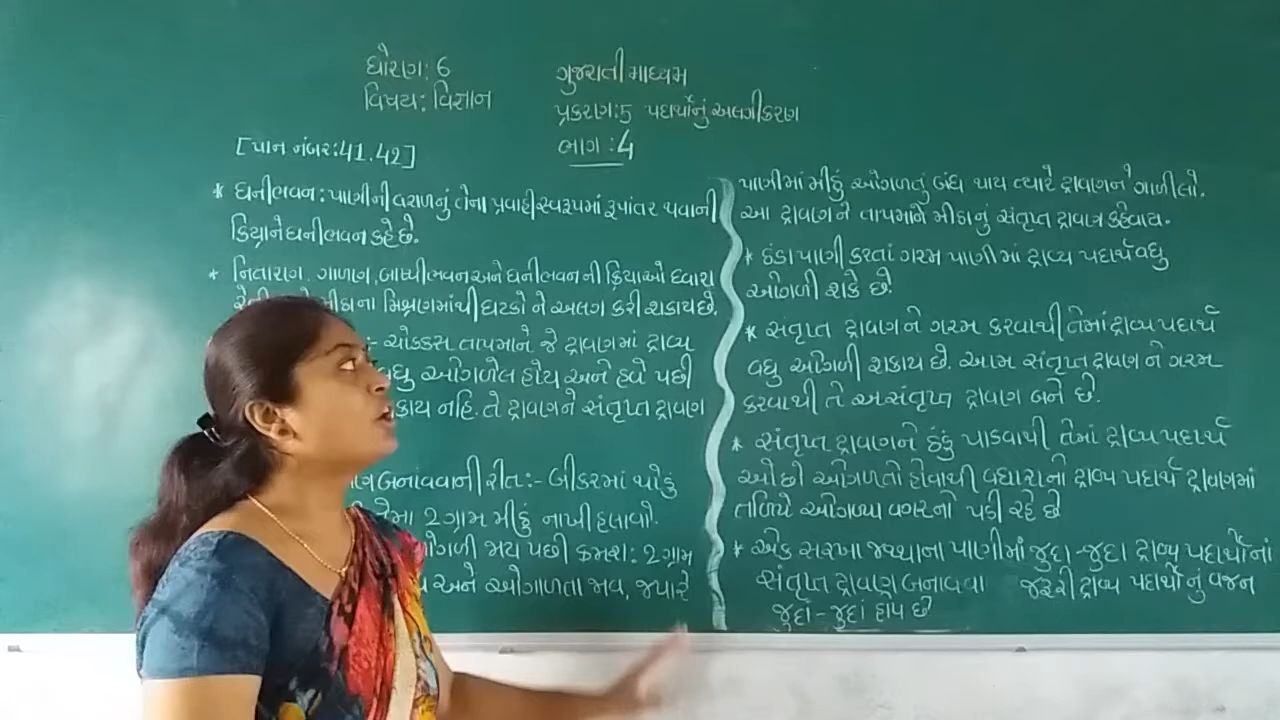 ધોરણ: 6
વિષય: વિજ્ઞાન
ગુજરાતી માધ્યમ
પ્રકરણ:5 પદાર્થોનું અલગીકરણ
ભાગ :4
[પાન નંબર:41.42]
* ઘનીભવન : પાણીની વરાળનું તેના પ્રવાહી સ્વરૂપમાં રૂપાંતર થવાની
ક્રિયાને ઘનીભવન કહે છે.
* નિતારણ, ગાળણ, બાષ્પીભવન અને ઘનીભવન ની ક્રિયાઓ દ્વારા
ના મિશ્રણમાંથી ઘટકો ને અલગ કરી શકાય છે.
:- ચોક્કસ તાપમાને જે દ્રાવણમાં દ્રાવ્ય
વધુ ઓગળેલ હોય અને હવે પછી
નહિ. તે દ્રાવણને સંતૃપ્ત દ્રાવણ
બનાવવાની રીત:- બીકરમાં થોડું
2 ગ્રામ મીઠું નાખી હલાવો.
જાય પછી ક્રમશ: 2 ગ્રામ
અને ઓગાળતા જાવ, જ્યારે
પાણીમાં મીઠું ઓગળતું બંધ થાય ત્યારે દ્રાવણને ગાળી લો.
આ દ્રાવણ ને તાપમાને મીઠાનું સંતૃપ્ત દ્રાવણ કહેવાય.
* ઠંડા પાણી કરતાં ગરમ પાણી માં દ્રાવ્ય પદાર્થ વધુ
ઓગળી શકે છે.
* સંતૃપ્ત દ્રાવણ ને ગરમ કરવાથી તેમાં દ્રાવ્ય પદાર્થ
વધુ ઓગળી શકાય છે. આમ સંતૃપ્ત દ્રાવણ ને ગરમ
કરવાથી તે અસંતૃપ્ત દ્રાવણ બને છે.
* સંતૃપ્ત દ્રાવણને ઠંડું પાડવાથી તેમાં દ્રાવ્ય પદાર્થ
ઓછો ઓગળતો હોવાથી વધારાનો દ્રાવ્ય પદાર્થ દ્રાવણમાં
તળિયે ઓગળ્યા વગરનો પડી રહે છે
* એક સરખા જથ્થાના પાણીમાં જુદા-જુદા દ્રાવ્ય પદાર્થોનાં
સંતૃપ્ત દ્રાવણ બનાવવા જરૂરી દ્રાવ્ય પદાર્થોનું વજન
જુદાં-જુદાં હોય છે